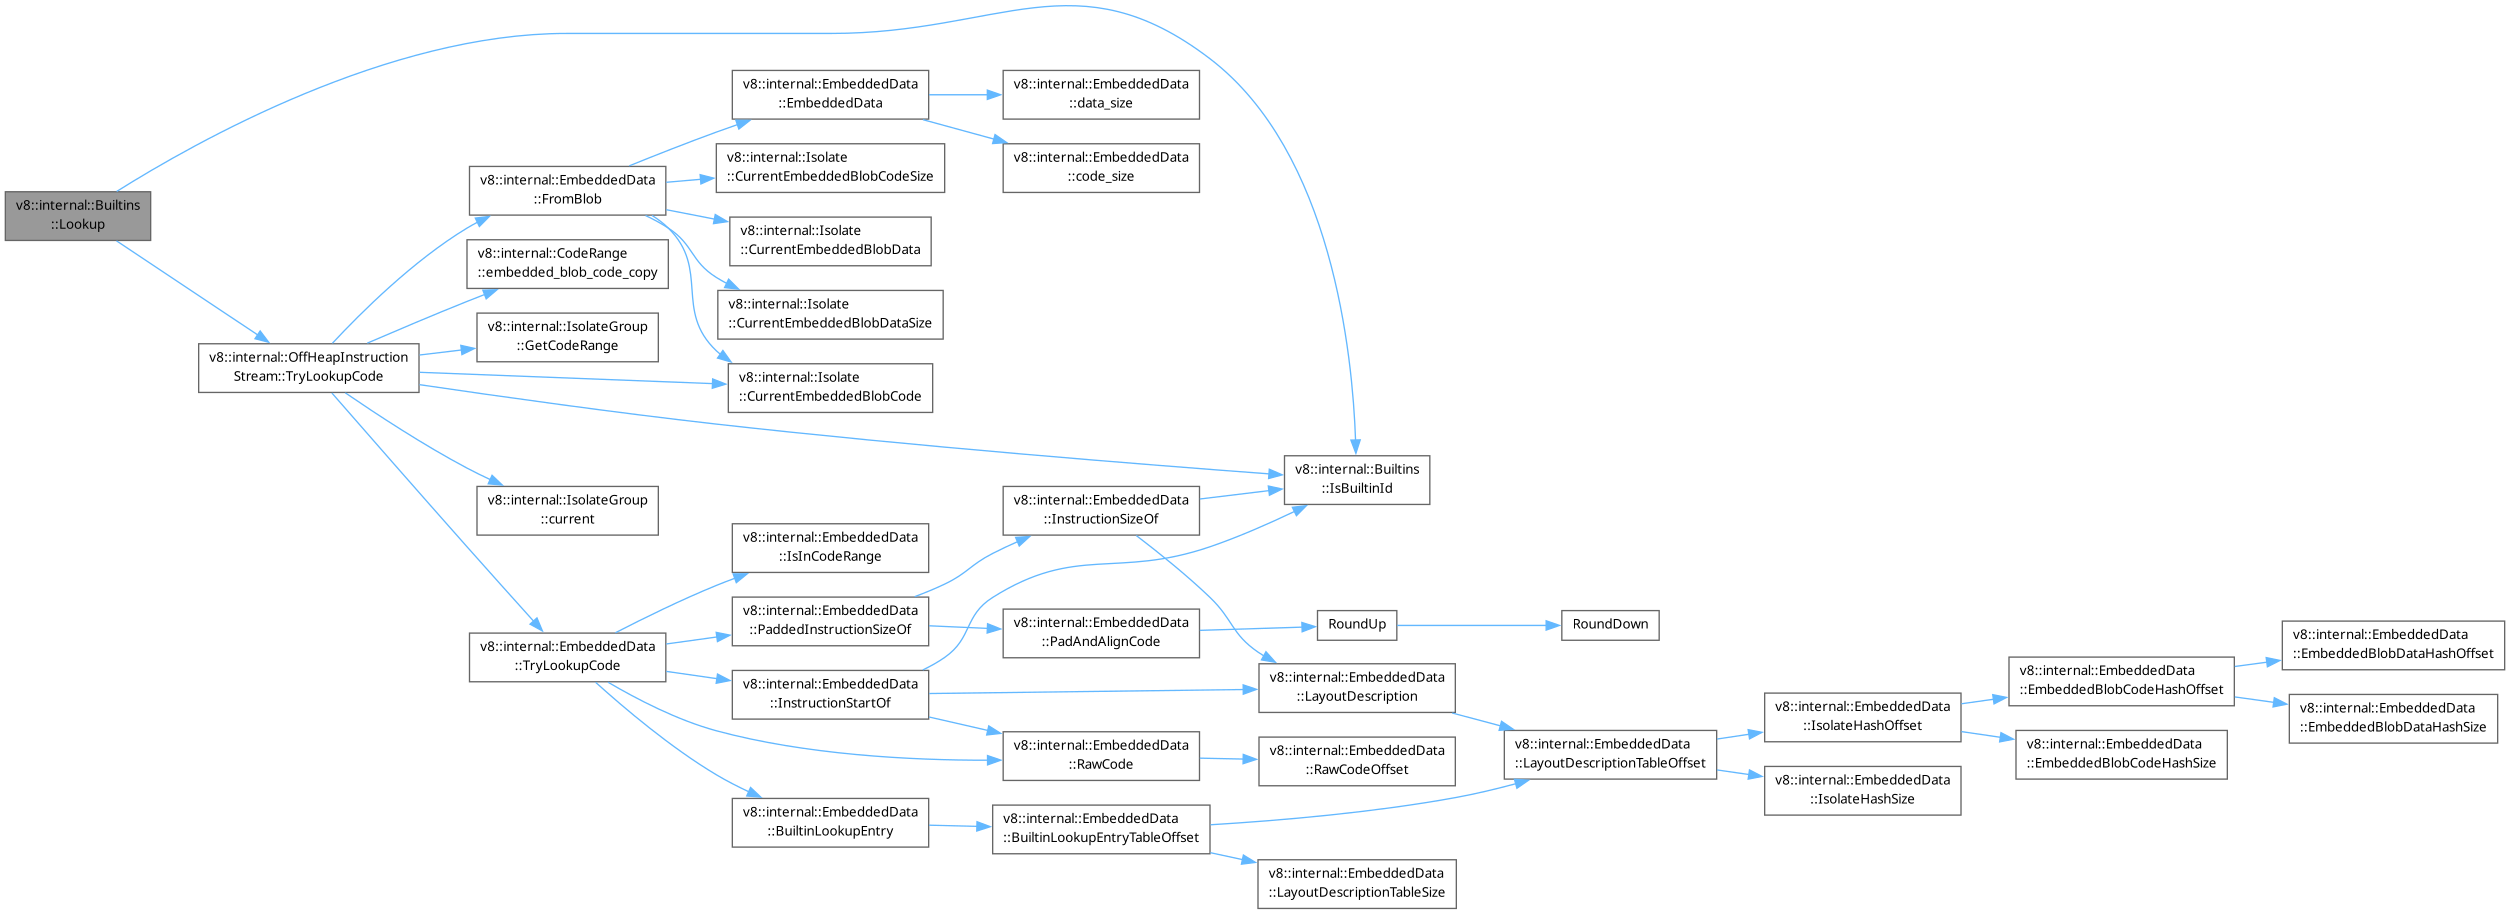 v8::internal::Builtins
::Lookup
v8::internal::OffHeapInstruction
Stream::TryLookupCode
v8::internal::EmbeddedData
::FromBlob
v8::internal::CodeRange
::embedded_blob_code_copy
v8::internal::IsolateGroup
::GetCodeRange
v8::internal::IsolateGroup
::current
v8::internal::EmbeddedData
::TryLookupCode
v8::internal::EmbeddedData
::EmbeddedData
v8::internal::Isolate
::CurrentEmbeddedBlobCodeSize
v8::internal::Isolate
::CurrentEmbeddedBlobData
v8::internal::Isolate
::CurrentEmbeddedBlobDataSize
v8::internal::Isolate
::CurrentEmbeddedBlobCode
v8::internal::EmbeddedData
::IsInCodeRange
v8::internal::EmbeddedData
::PaddedInstructionSizeOf
v8::internal::EmbeddedData
::InstructionStartOf
v8::internal::EmbeddedData
::BuiltinLookupEntry
v8::internal::EmbeddedData
::data_size
v8::internal::EmbeddedData
::code_size
v8::internal::EmbeddedData
::InstructionSizeOf
v8::internal::EmbeddedData
::PadAndAlignCode
v8::internal::EmbeddedData
::RawCode
v8::internal::EmbeddedData
::BuiltinLookupEntryTableOffset
v8::internal::Builtins
::IsBuiltinId
RoundUp
v8::internal::EmbeddedData
::LayoutDescription
v8::internal::EmbeddedData
::RawCodeOffset
v8::internal::EmbeddedData
::LayoutDescriptionTableSize
RoundDown
v8::internal::EmbeddedData
::LayoutDescriptionTableOffset
v8::internal::EmbeddedData
::IsolateHashOffset
v8::internal::EmbeddedData
::IsolateHashSize
v8::internal::EmbeddedData
::EmbeddedBlobCodeHashOffset
v8::internal::EmbeddedData
::EmbeddedBlobCodeHashSize
v8::internal::EmbeddedData
::EmbeddedBlobDataHashOffset
v8::internal::EmbeddedData
::EmbeddedBlobDataHashSize